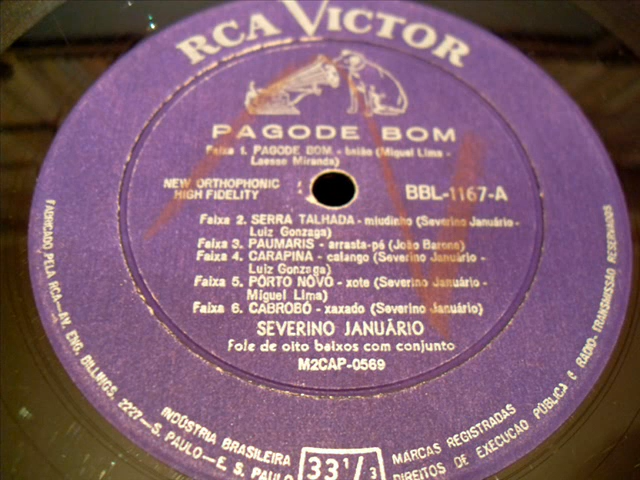 RCA VICTOR
PAGODE BOM
Faixa 1. PAGODE BOM - baião (Miguel Lima -
Laesse Miranda)
NEW ORTHOPHONIC
HIGH FIDELITY
BBL-1167-A
Faixa 2. SERRA TALHADA - miudinho (Severino Januário -
Luiz Gonzaga)
Faixa 3. PAUMARIS - arrasta-pé (João Barone)
Faixa 4. CARAPINA - calango (Severino Januário -
Luiz Gonzaga
Faixa 5. PÔRTO NÔVO - xote (Severino Januário -
Miguel Lima)
Faixa 6. CABROBÓ - xaxado (Severino Januário)
SEVERINO JANUÁRIO
Fole de oito baixos com conjunto
M2CAP-0569
FABRICADO PELA RCA-AV. ENG. BILLINGS, 2227-S. PAULO-E. S. PAULO
INDÚSTRIA BRASILEIRA
33 1/3
MARCAS REGISTRADAS
DIREITOS DE EXECUÇÃO PÚBLICA E RADIO-TRANSMISSÃO RESERVADOS